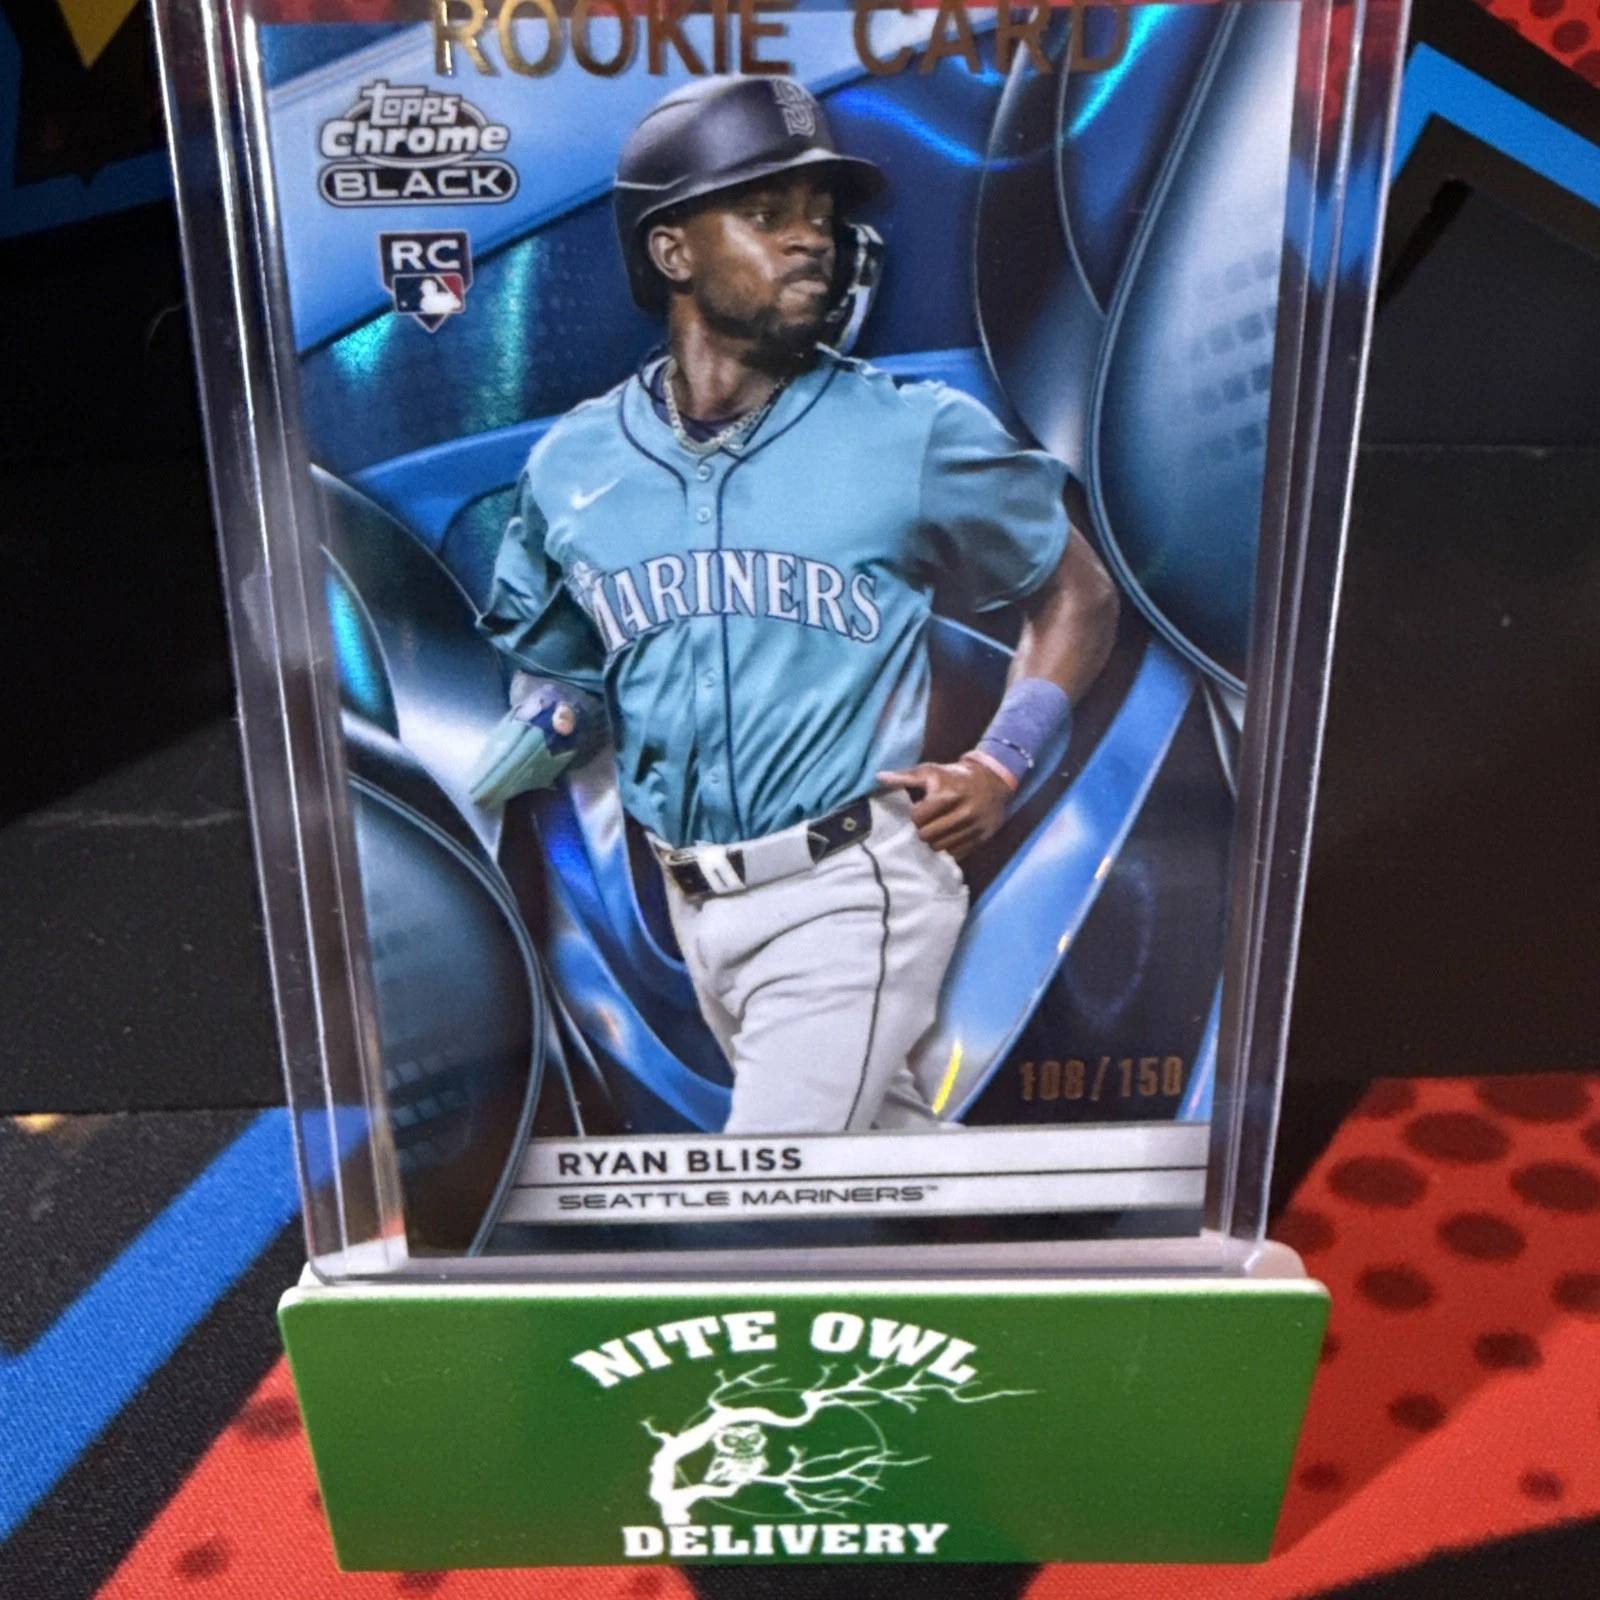 ROOKIE CARD
Topps
Chrome
BLACK
RC
MARINERS
108/150
RYAN BLISS
SEATTLE MARINERS™
NITE OWL
DELIVERY